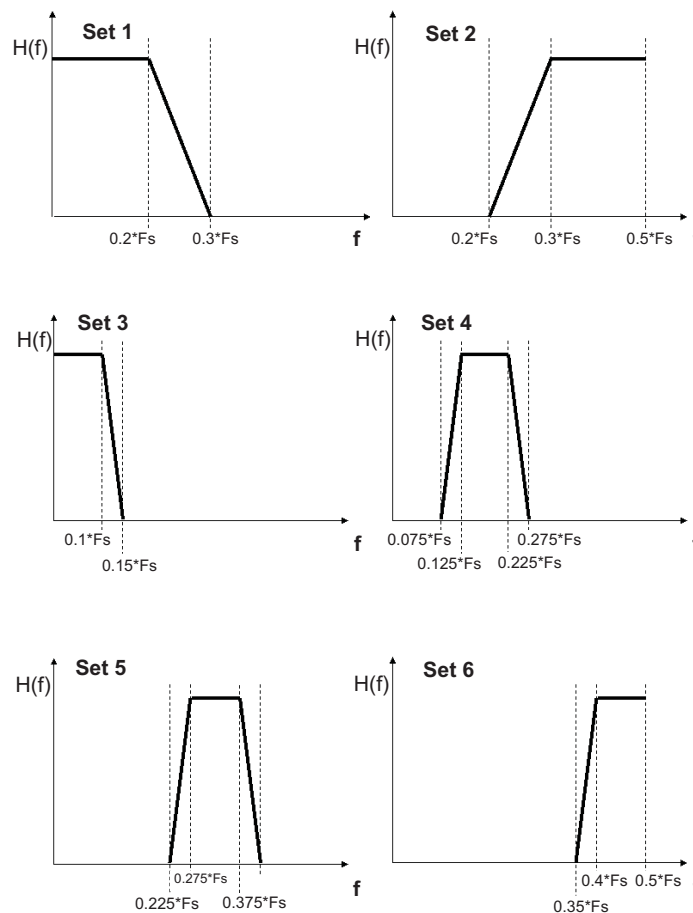 Set 1
H(f)
0.2*Fs 0.3*Fs
f
Set 2
H(f)
0.2*Fs 0.3*Fs 0.5*Fs
Set 3
H(f)
0.1*Fs
0.15*Fs
f
Set 4
H(f)
0.075*Fs 0.275*Fs
0.125*Fs 0.225*Fs
Set 5
H(f)
0.275*Fs
0.225*Fs 0.375*Fs
f
Set 6
H(f)
0.4*Fs 0.5*Fs
0.35*Fs